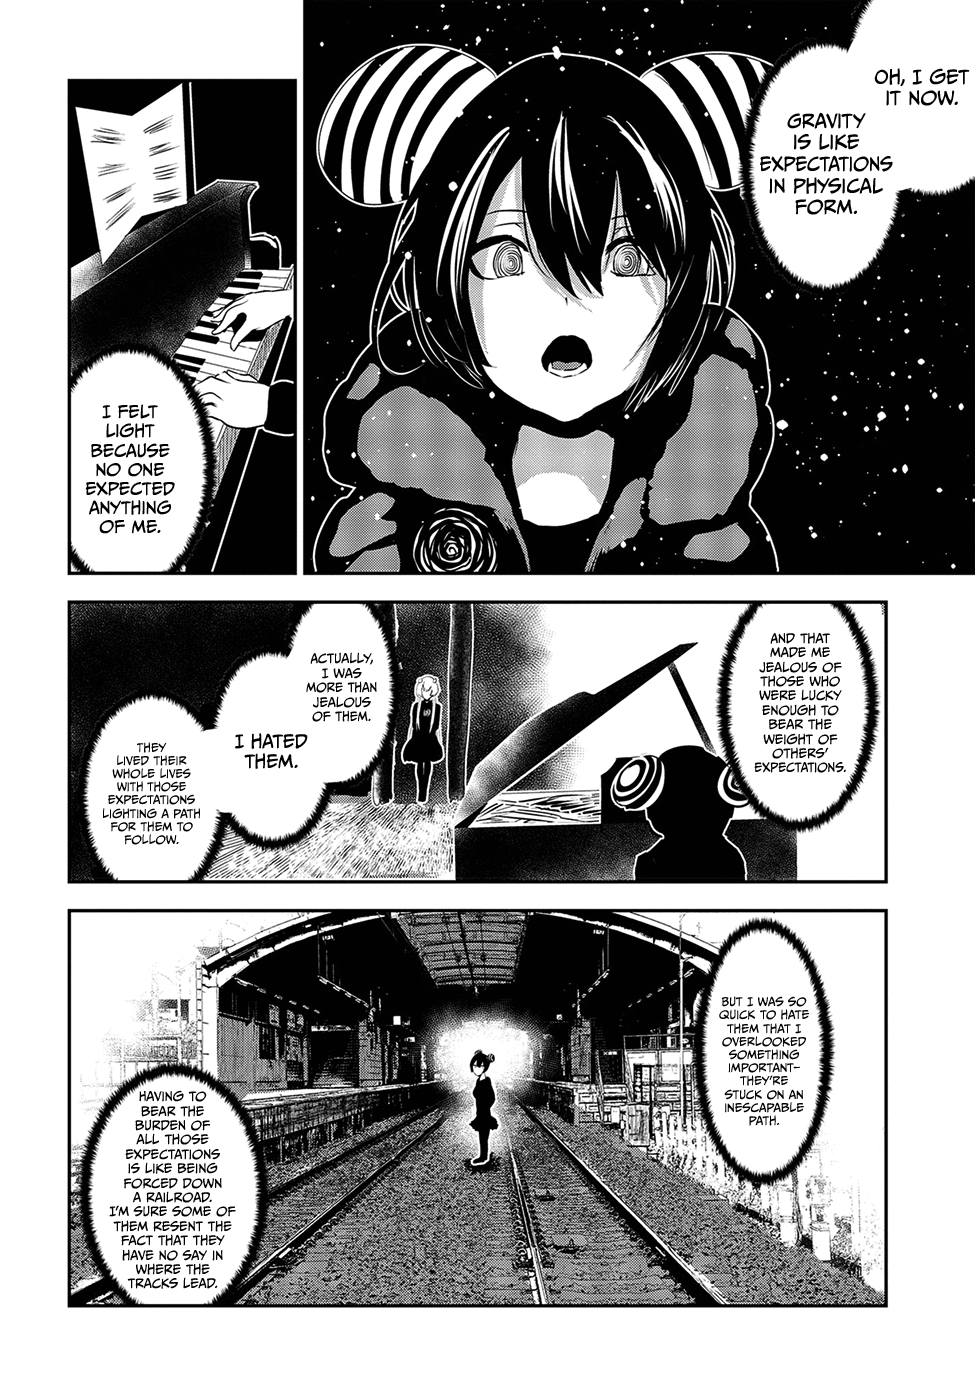 OH, I GET
IT NOW.
GRAVITY
IS LIKE
EXPECTATIONS
IN PHYSICAL
FORM.
I FELT
LIGHT
BECAUSE
NO ONE
EXPECTED
ANYTHING
OF ME.
AND THAT
MADE ME
JEALOUS OF
THOSE WHO
WERE LUCKY
ENOUGH TO
BEAR THE
WEIGHT OF
OTHERS'
EXPECTATIONS.
ACTUALLY,
I WAS
MORE THAN
JEALOUS
OF THEM.
I HATED
THEM.
THEY
LIVED THEIR
WHOLE LIVES
WITH THOSE
EXPECTATIONS
LIGHTING A PATH
FOR THEM TO
FOLLOW.
BUT I WAS SO
QUICK TO HATE
THEM THAT I
OVERLOOKED
SOMETHING
IMPORTANT–
THEY'RE
STUCK ON AN
INESCAPABLE
PATH.
HAVING TO
BEAR THE
BURDEN OF
ALL THOSE
EXPECTATIONS
IS LIKE BEING
FORCED DOWN
A RAILROAD.
I'M SURE SOME OF
THEM RESENT THE
FACT THAT THEY
HAVE NO SAY IN
WHERE THE
TRACKS LEAD.